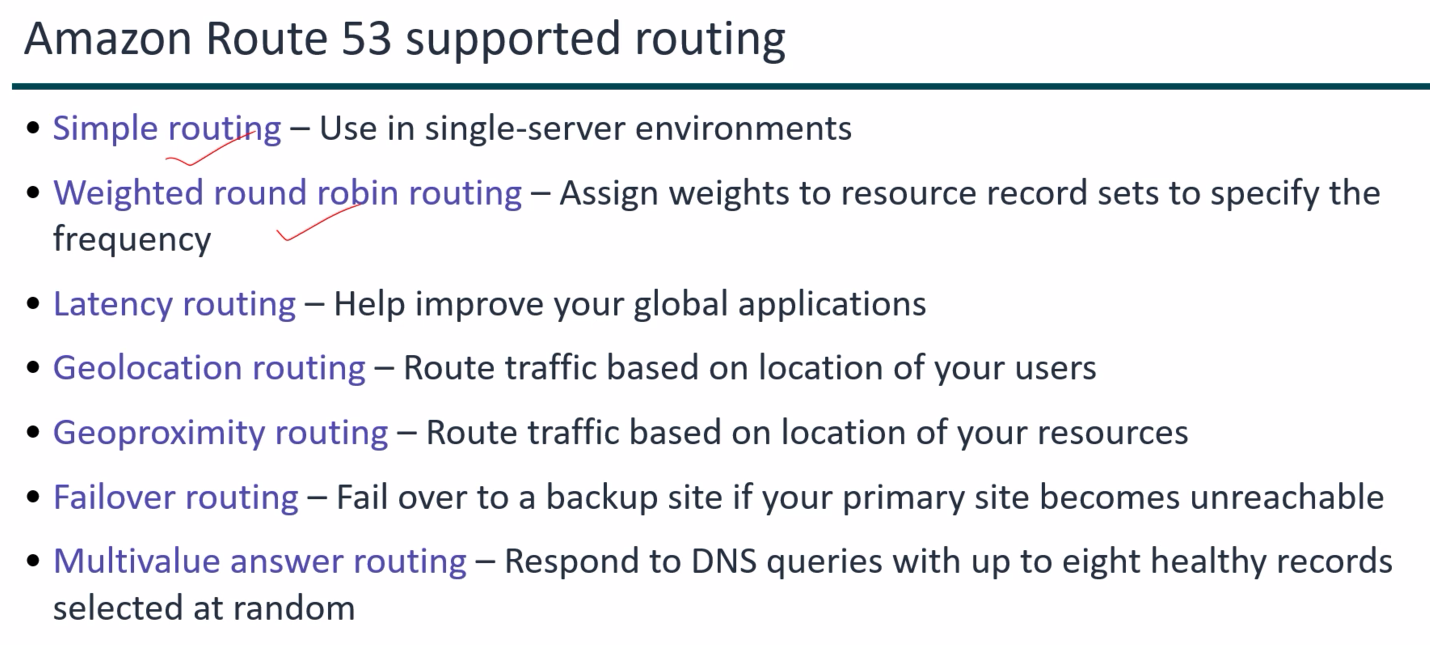 Amazon Route 53 supported routing
• Simple routing – Use in single-server environments
• Weighted round robin routing – Assign weights to resource record sets to specify the
frequency
• Latency routing – Help improve your global applications
• Geolocation routing – Route traffic based on location of your users
• Geoproximity routing – Route traffic based on location of your resources
• Failover routing – Fail over to a backup site if your primary site becomes unreachable
• Multivalue answer routing – Respond to DNS queries with up to eight healthy records
selected at random